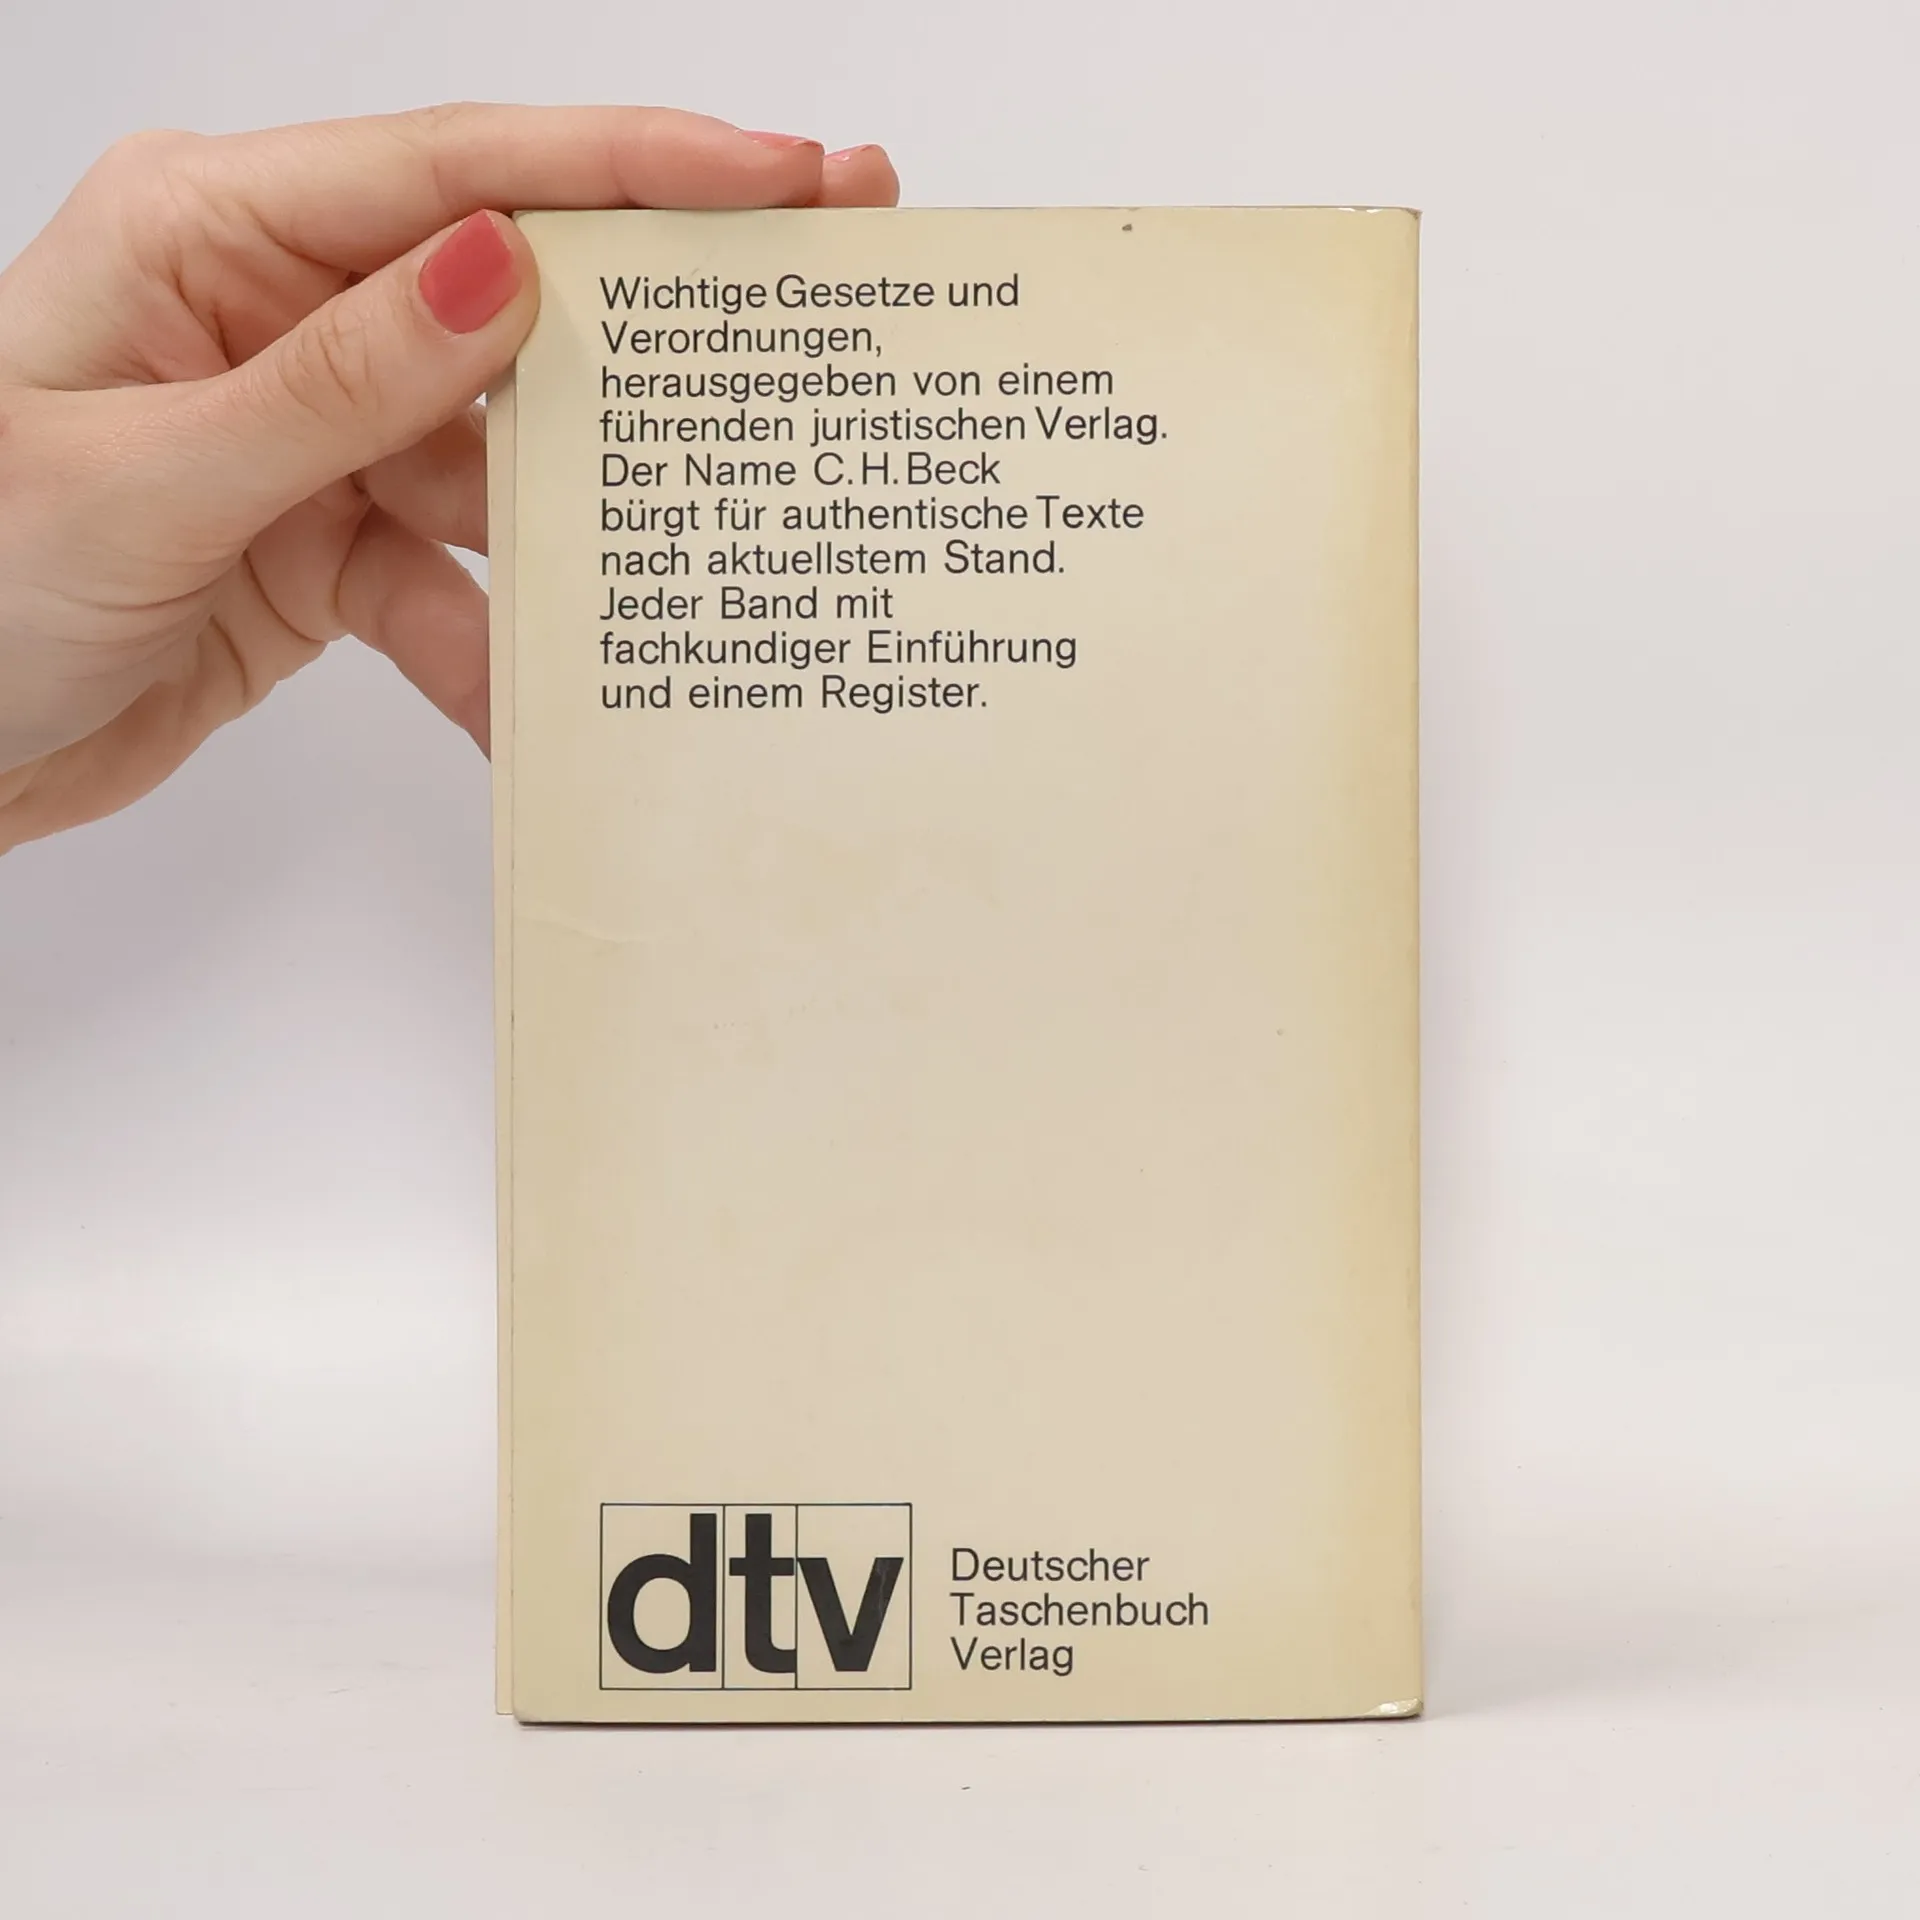 Wichtige Gesetze und
Verordnungen,
herausgegeben von einem
führenden juristischen Verlag.
Der Name C.H.Beck
bürgt für authentische Texte
nach aktuellstem Stand.
Jeder Band mit
fachkundiger Einführung
und einem Register.
dtv
Deutscher
Taschenbuch
Verlag